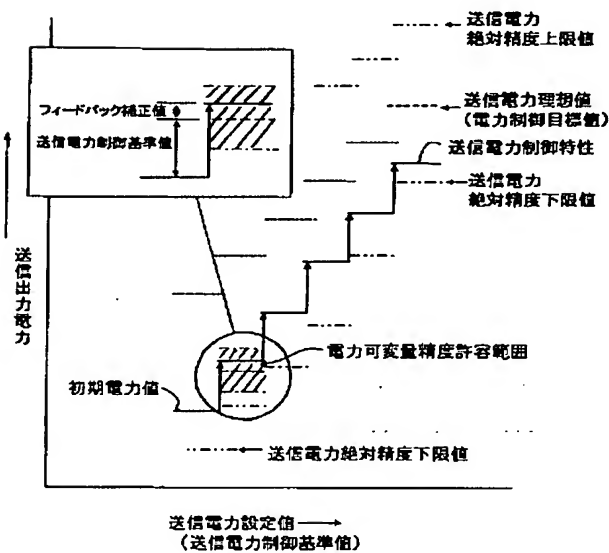 送信電力
絶対精度上限値
フィードバック補正値
送信電力制御基準値
送信電力理想値
(電力制御目標値)
送信電力制御特性
送信電力
絶対精度下限値
送信出力電力
電力可変量精度許容範囲
初期電力値
送信電力絶対精度下限値
送信電力設定値
(送信電力制御基準値)